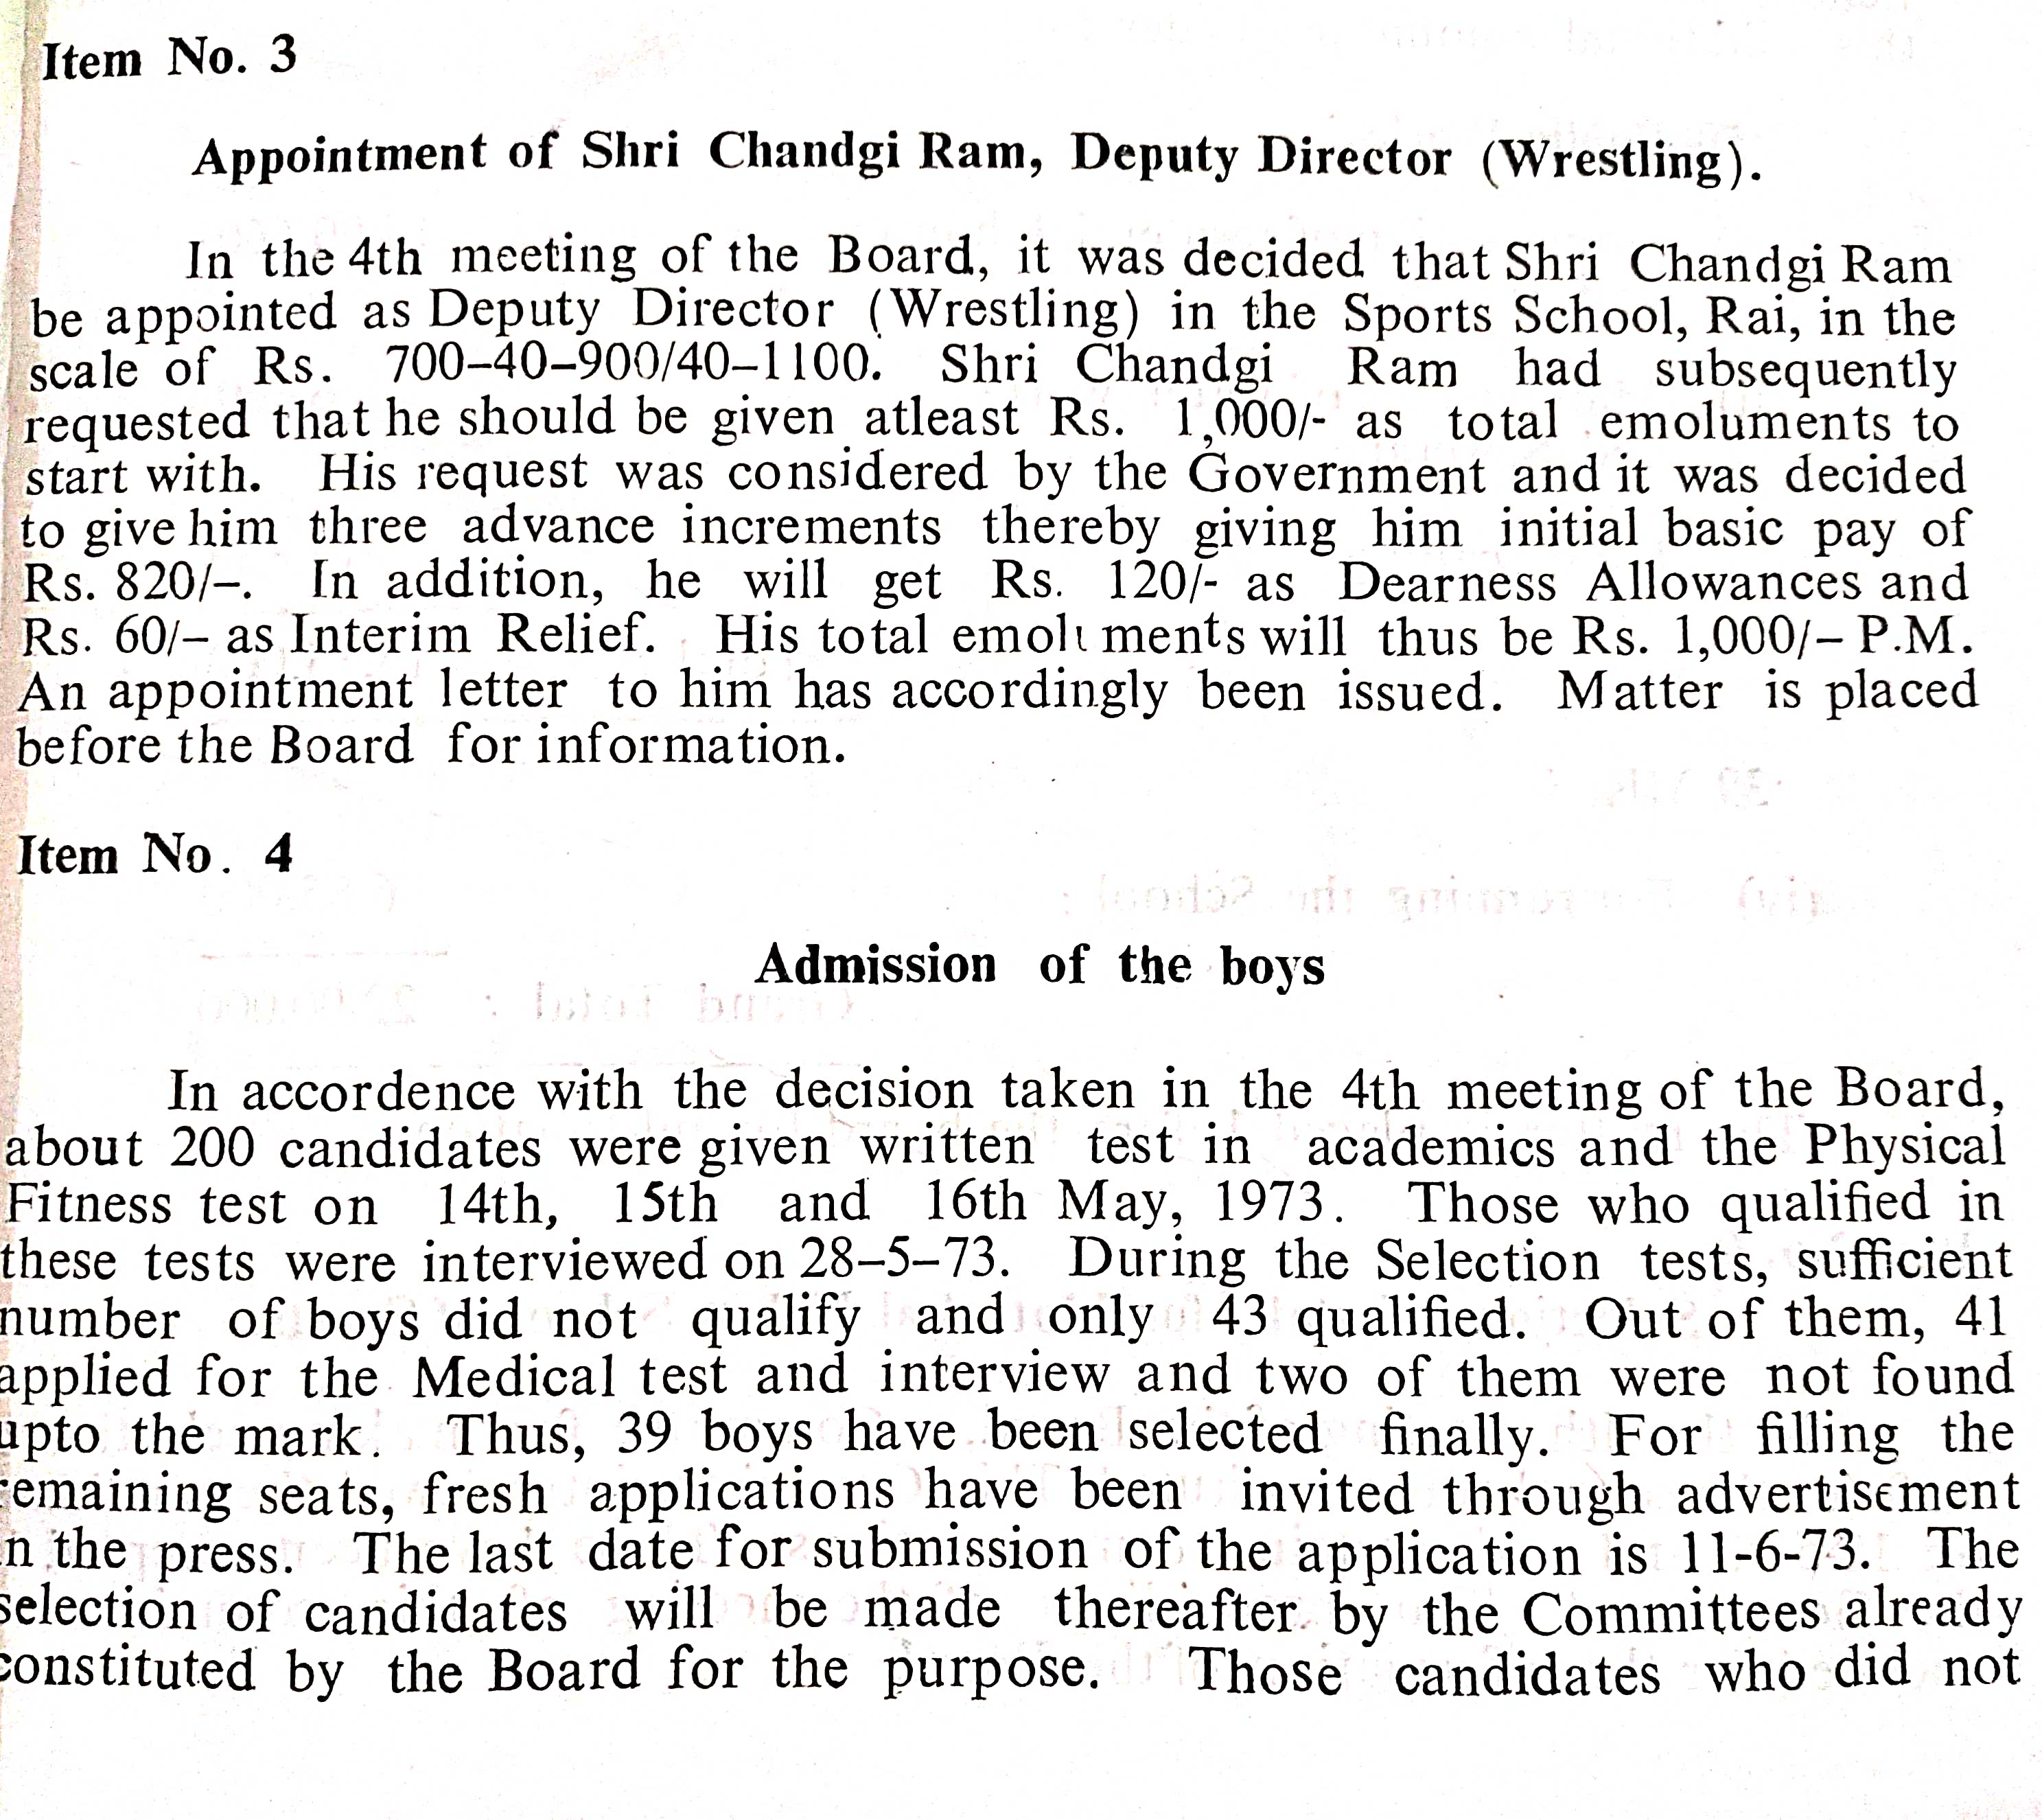 Item No. 3
Appointment of Shri Chandgi Ram, Deputy Director (Wrestling).
In the 4th meeting of the Board, it was decided that Shri Chandgi Ram
be appointed as Deputy Director (Wrestling) in the Sports School, Rai, in the
scale of Rs. 700–40–900/40–1100. Shri Chandgi Ram had subsequently
requested that he should be given atleast Rs. 1,000/- as total emoluments to
start with. His request was considered by the Government and it was decided
to give him three advance increments thereby giving him initial basic pay of
Rs. 820/–. In addition, he will get Rs. 120/- as Dearness Allowances and
Rs. 60/– as Interim Relief. His total emoluments will thus be Rs. 1,000/– P.M.
An appointment letter to him has accordingly been issued. Matter is placed
before the Board for information.
Item No. 4
Admission of the boys
In accordence with the decision taken in the 4th meeting of the Board,
about 200 candidates were given written test in academics and the Physical
Fitness test on 14th, 15th and 16th May, 1973. Those who qualified in
these tests were interviewed on 28–5–73. During the Selection tests, sufficient
number of boys did not qualify and only 43 qualified. Out of them, 41
applied for the Medical test and interview and two of them were not found
upto the mark. Thus, 39 boys have been selected finally. For filling the
remaining seats, fresh applications have been invited through advertisement
in the press. The last date for submission of the application is 11-6-73. The
selection of candidates will be made thereafter by the Committees already
constituted by the Board for the purpose. Those candidates who did not